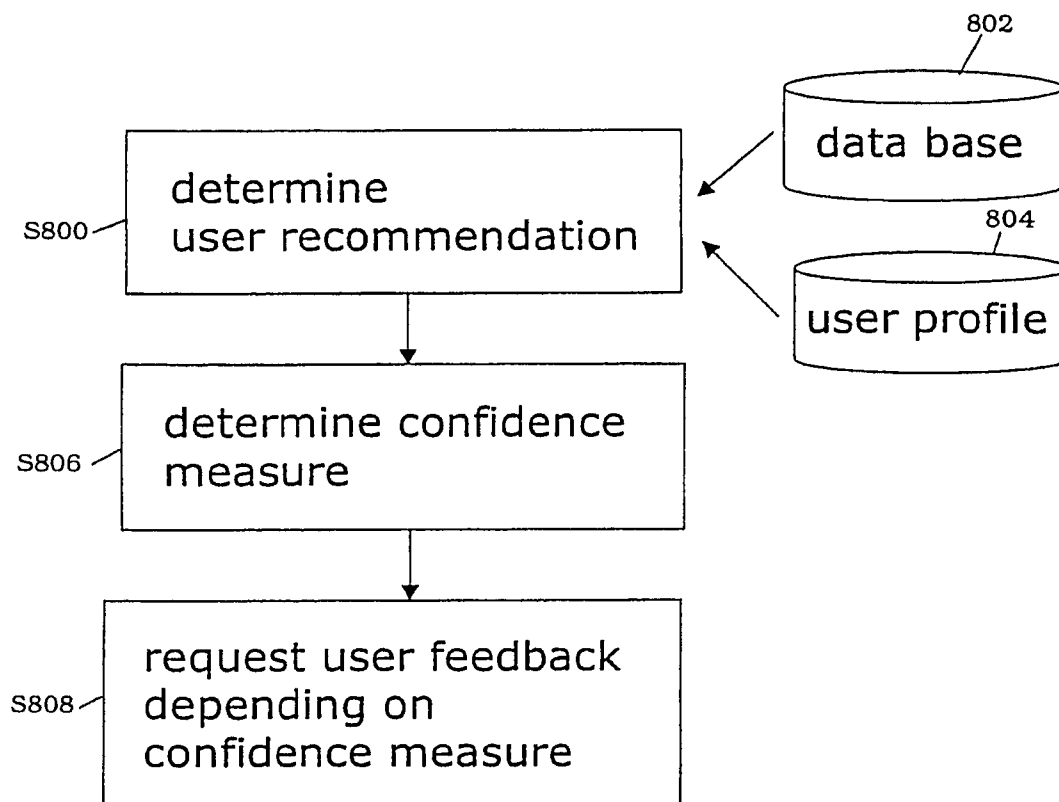 802
data base
determine
user recommendation
S800
804
user profile
determine confidence
measure
S806
request user feedback
depending on
confidence measure
S808